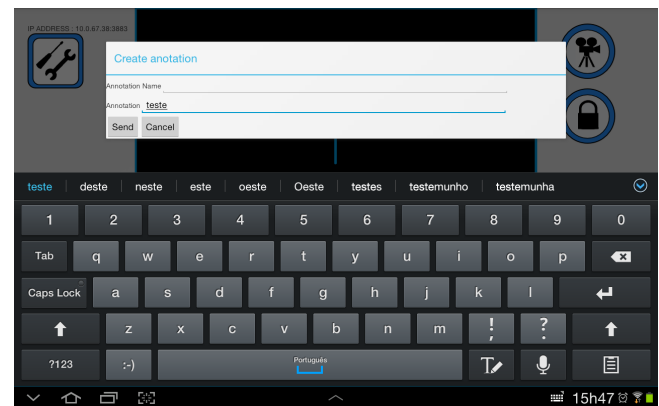 IP ADDRESS : 10.0.67.38:3883
Create anotation
Annotation Name
Annotation teste
Send Cancel
teste deste neste este oeste Oeste testes testemunho testemunha
1 2 3 4 5 6 7 8 9 0
Tab q w e r t y u i o p
Caps Lock a s d f g h j k l
z x c v b n m ! , ? .
?123 :-) Português T
15h47